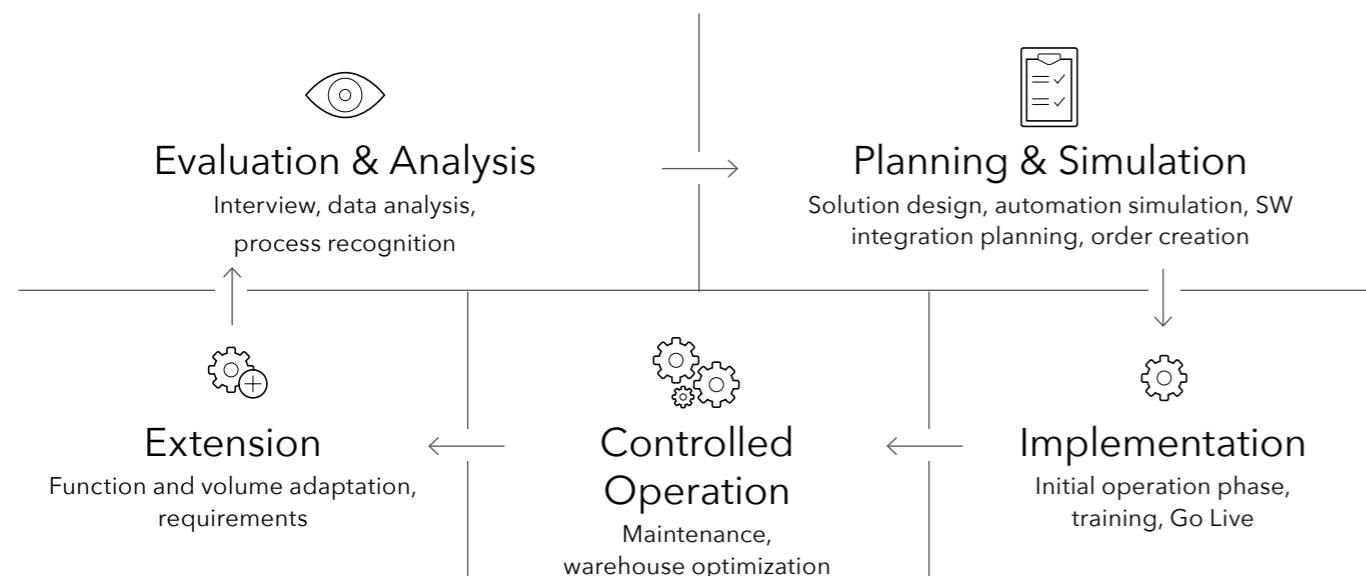 Evaluation & Analysis
Interview, data analysis,
process recognition
Planning & Simulation
Solution design, automation simulation, SW
integration planning, order creation
Extension
Function and volume adaptation,
requirements
Controlled
Operation
Maintenance,
warehouse optimization
Implementation
Initial operation phase,
training, Go Live